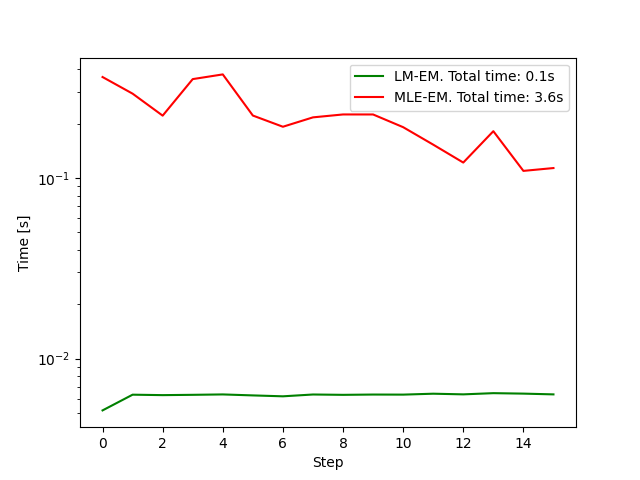 LM-EM. Total time: 0.1s
MLE-EM. Total time: 3.6s
Time [s]
10⁻¹
10⁻²
0 2 4 6 8 10 12 14
Step